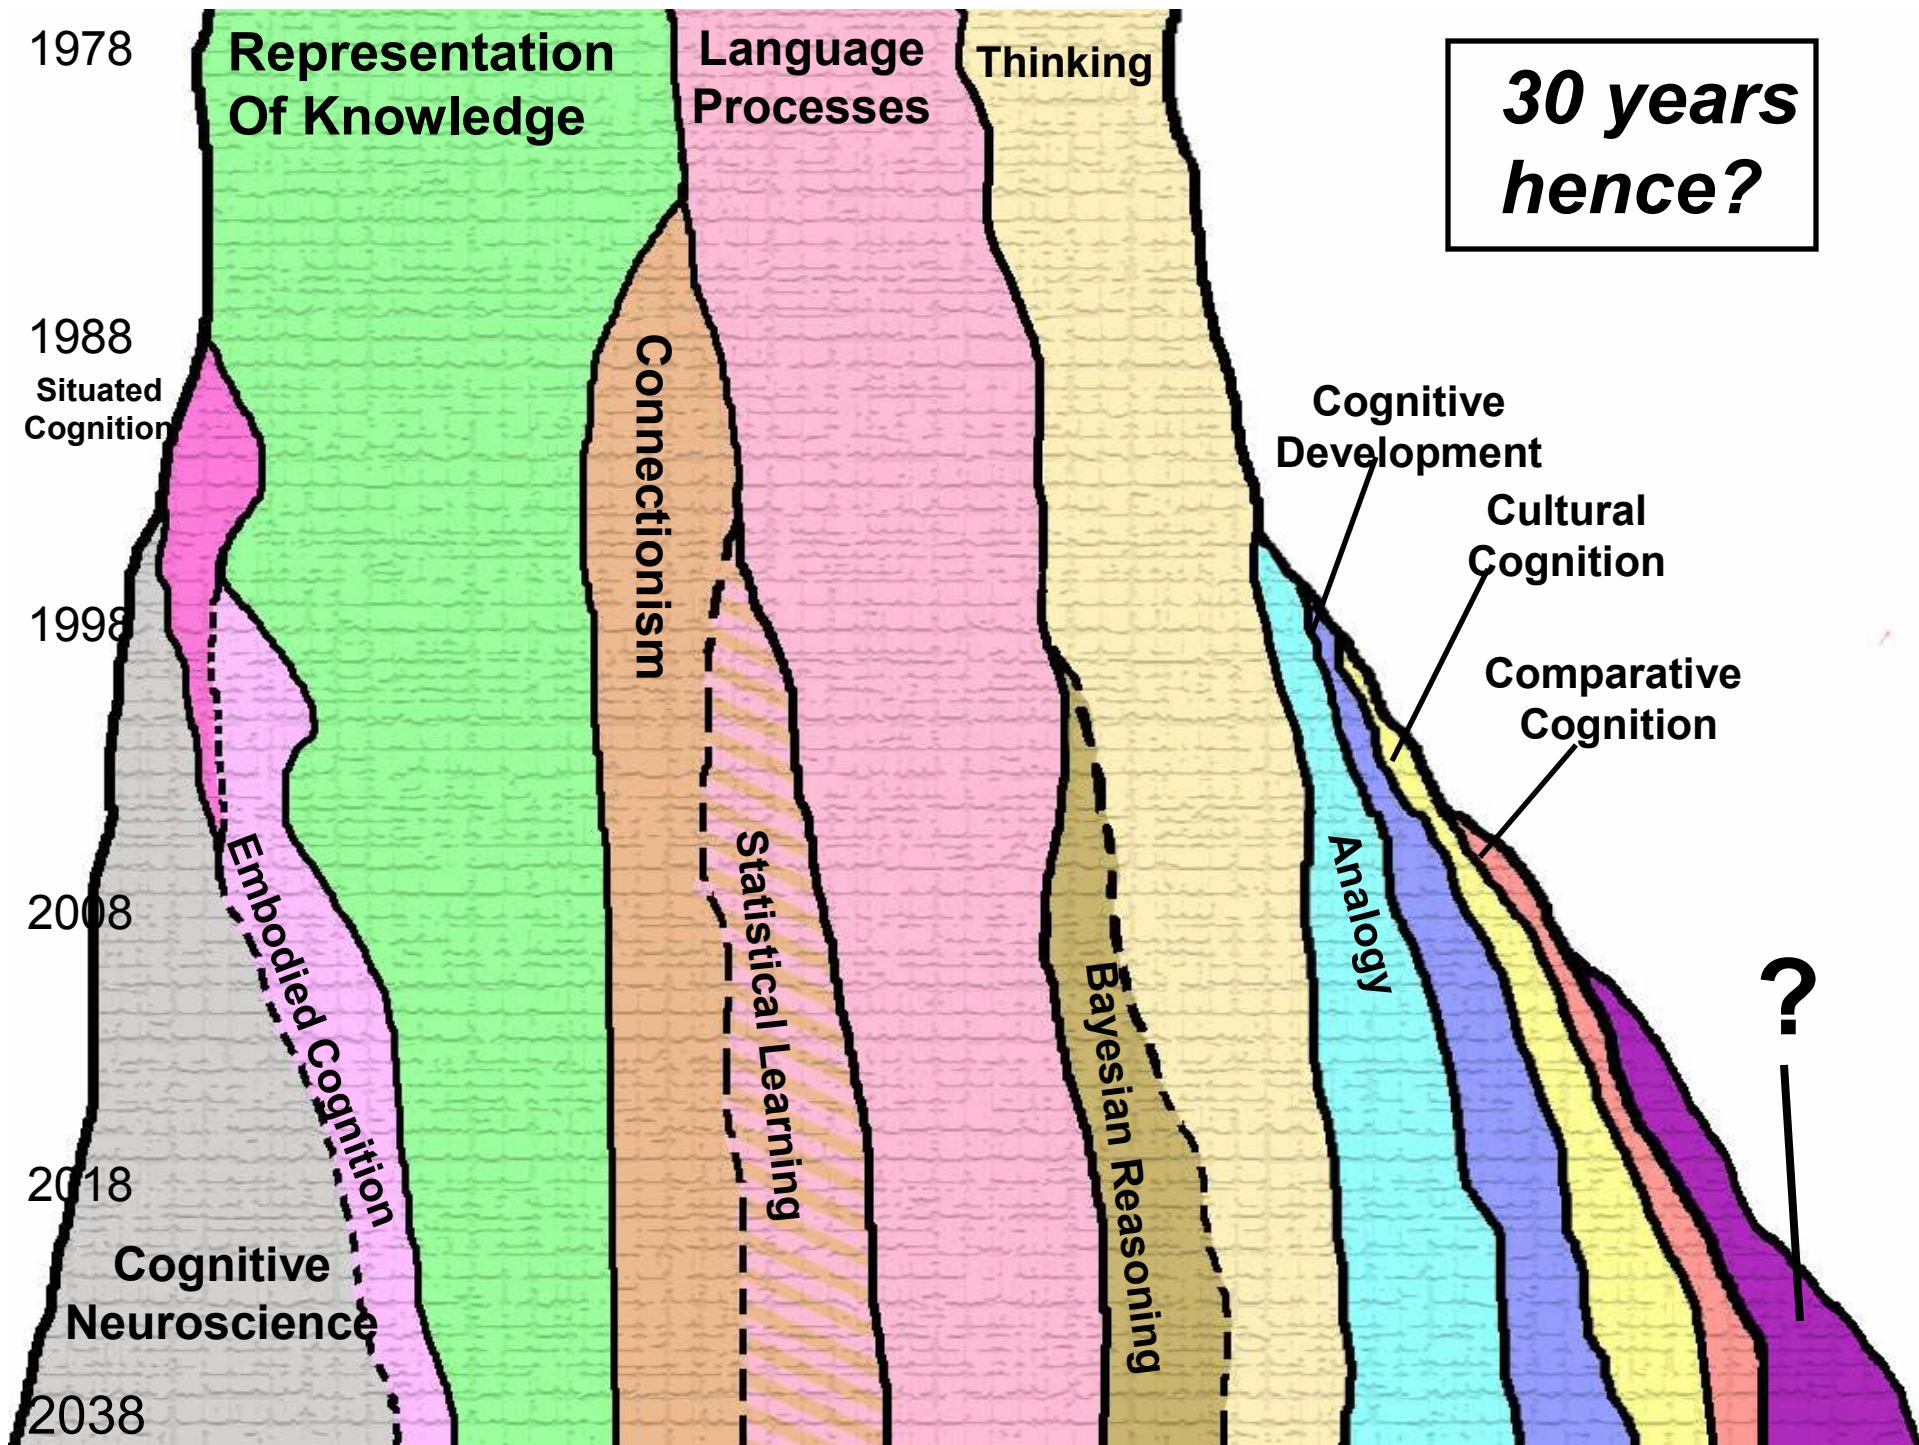 1978
Representation
Of Knowledge
Language
Processes
Thinking
30 years
hence?
1988
Situated
Cognition
Connectionism
Cognitive
Development
Cultural
Cognition
1998
Comparative
Cognition
2008
Embodied Cognition
Statistical Learning
Bayesian Reasoning
Analogy
?
2018
Cognitive
Neuroscience
2038